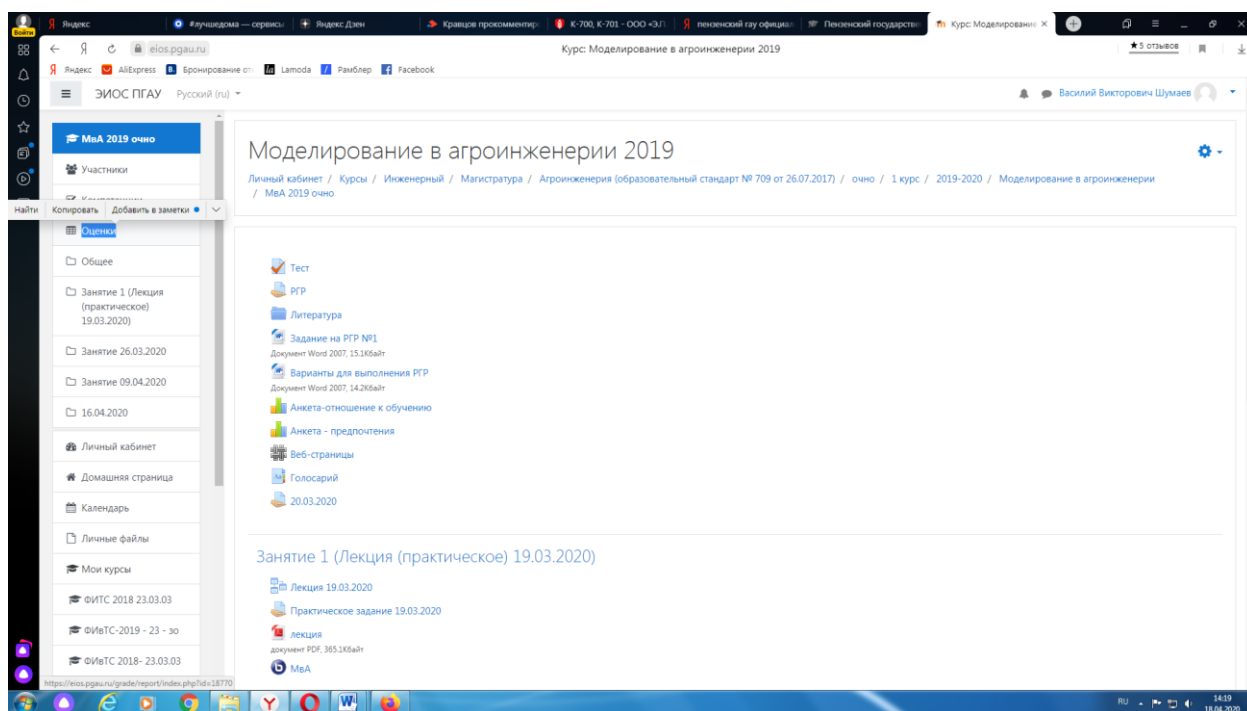 Яндекс
#лучшедома — сервисы
Яндекс Дзен
Кравцов прокомментир
К-700, К-701 - ООО «Э.П.
пензенский гау официал
Пензенский государстве
Курс: Моделирование
Войти
88
Я
eios.pgau.ru
Курс: Моделирование в агроинженерии 2019
★ 5 отзывов
Яндекс
AliExpress
Бронирование от
Lamoda
Рамблер
Facebook
ЭИОС ПГАУ
Русский (ru)
Василий Викторович Шумаев
МвА 2019 очно
Участники
Компетенции
Найти
Копировать
Добавить в заметки
Оценки
Общее
Занятие 1 (Лекция
(практическое)
19.03.2020)
Занятие 26.03.2020
Занятие 09.04.2020
16.04.2020
Личный кабинет
Домашняя страница
Календарь
Личные файлы
Мои курсы
ФИТС 2018 23.03.03
ФИвТС-2019 - 23 - зо
ФИвТС 2018- 23.03.03
https://eios.pgau.ru/grade/report/index.php?id=18770
Моделирование в агроинженерии 2019
Личный кабинет / Курсы / Инженерный / Магистратура / Агроинженерия (образовательный стандарт № 709 от 26.07.2017) / очно / 1 курс / 2019-2020 / Моделирование в агроинженерии
/ МвА 2019 очно
Тест
РГР
Литература
Задание на РГР №1
Документ Word 2007, 15.1Кбайт
Варианты для выполнения РГР
Документ Word 2007, 14.2Кбайт
Анкета-отношение к обучению
Анкета - предпочтения
Веб-страницы
Голосарий
20.03.2020
Занятие 1 (Лекция (практическое) 19.03.2020)
Лекция 19.03.2020
Практическое задание 19.03.2020
лекция
документ PDF, 365.1Кбайт
МвА
RU
14:19
18.04.2020